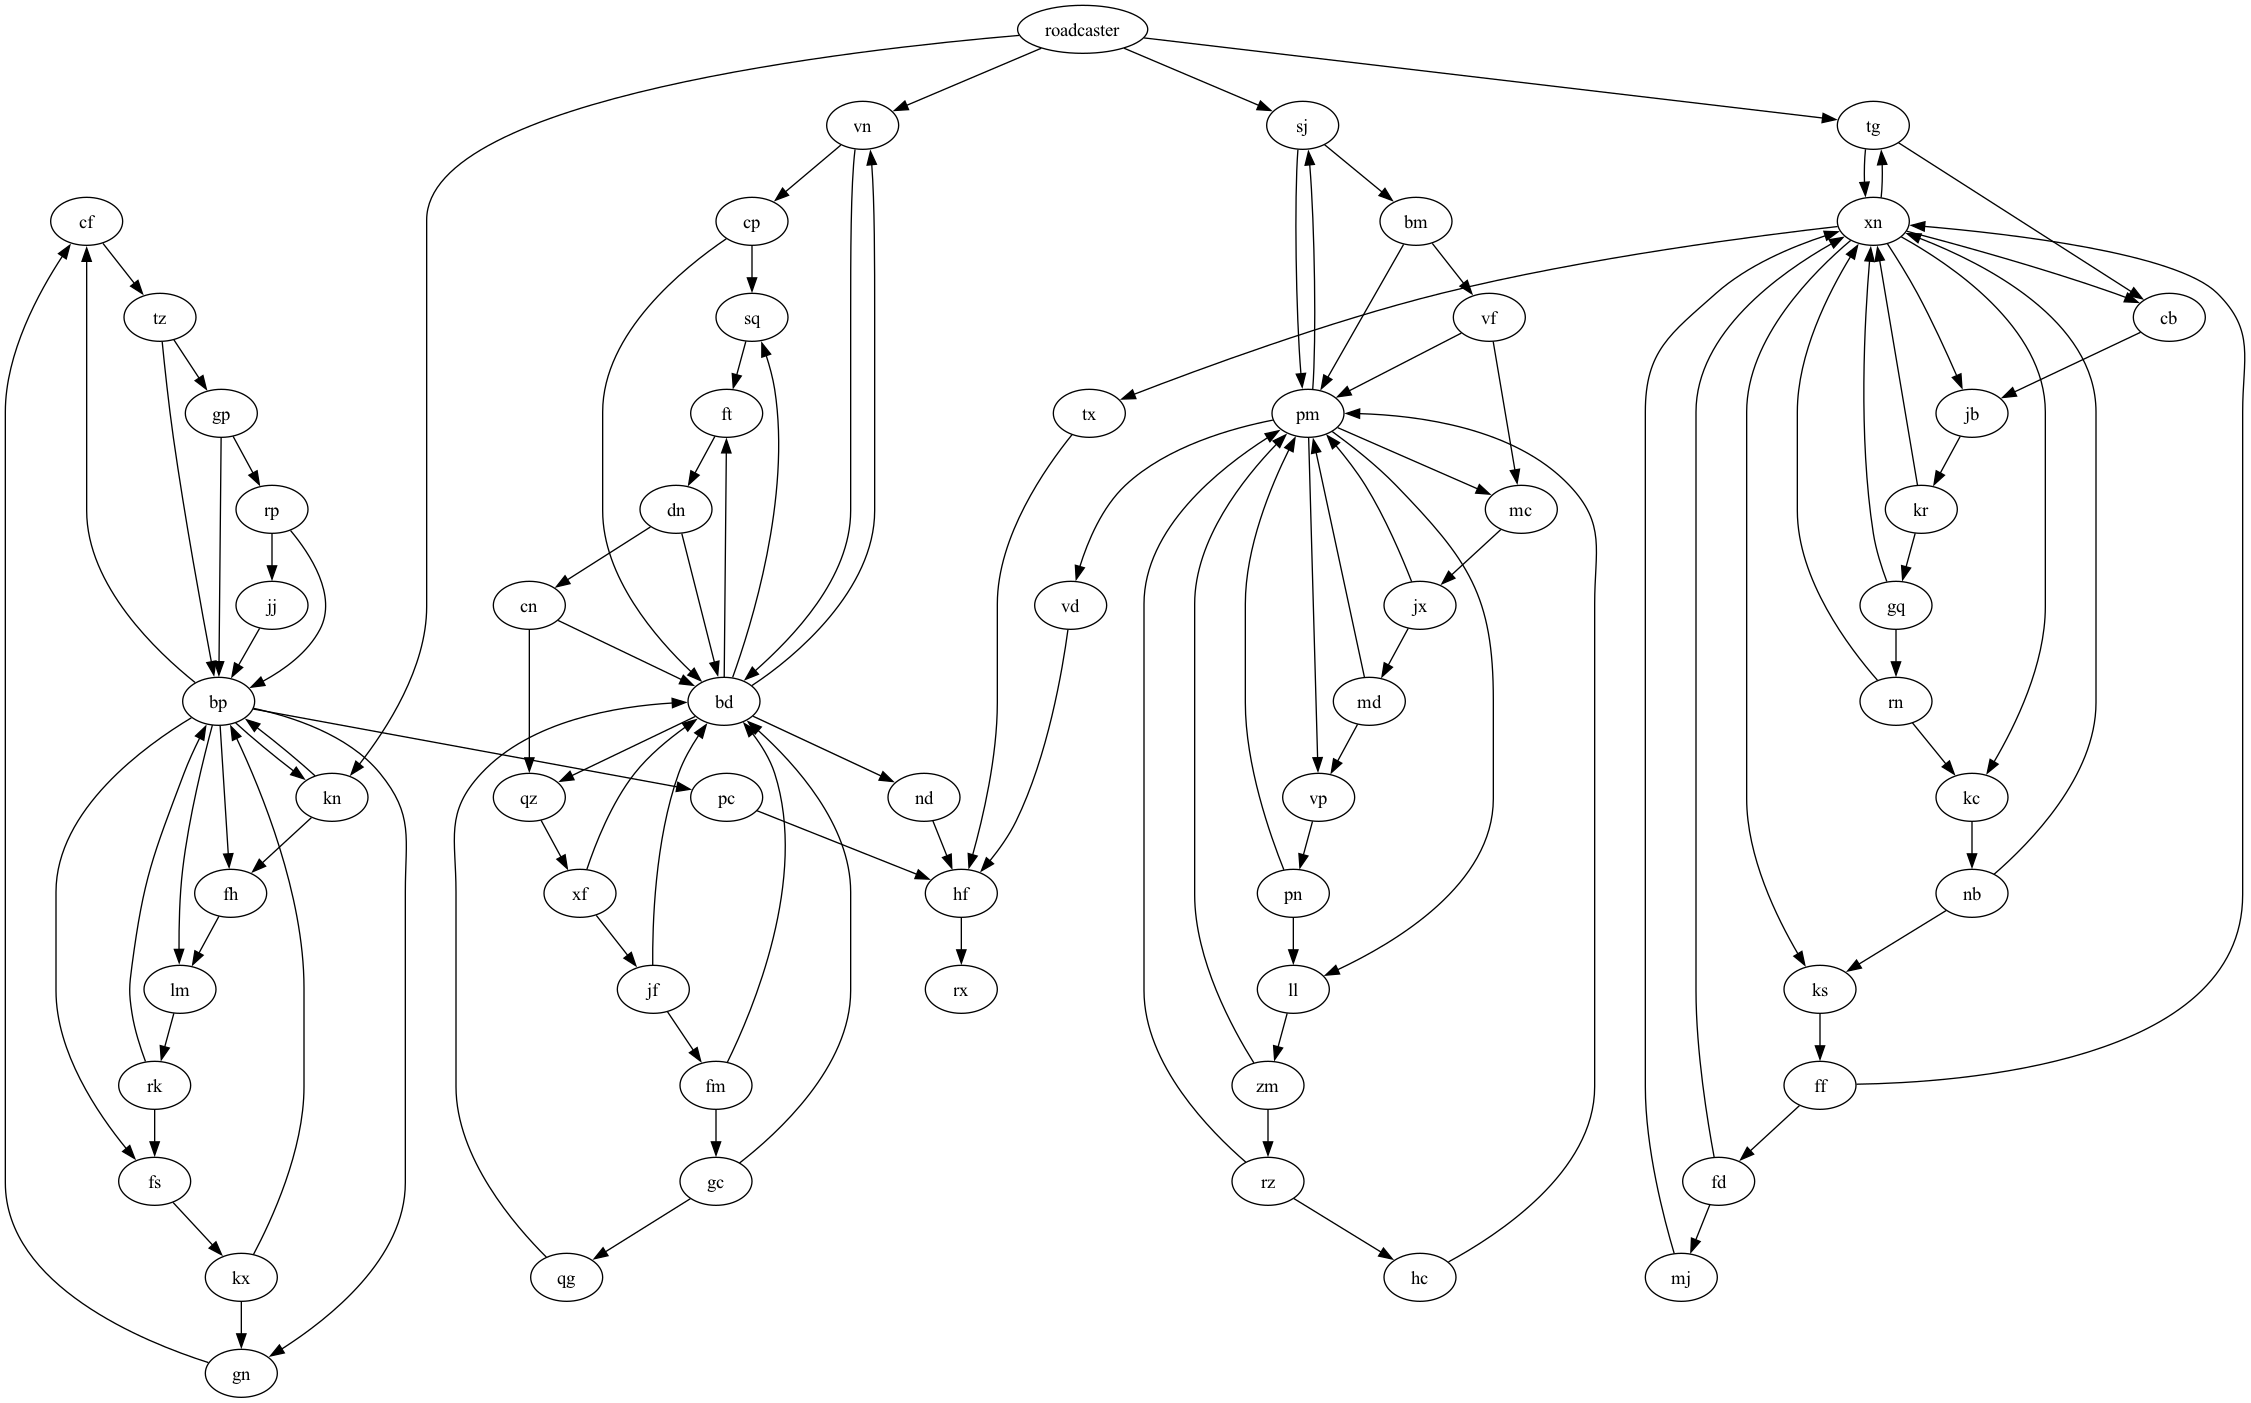 roadcaster
vn
sj
tg
cf
cp
bm
xn
tz
sq
vf
cb
gp
ft
tx
pm
jb
rp
dn
mc
kr
jj
cn
vd
jx
gq
bp
bd
md
rn
kn
qz
pc
nd
vp
kc
fh
xf
hf
pn
nb
lm
jf
rx
ll
ks
rk
fm
zm
ff
fs
gc
rz
fd
kx
qg
hc
mj
gn